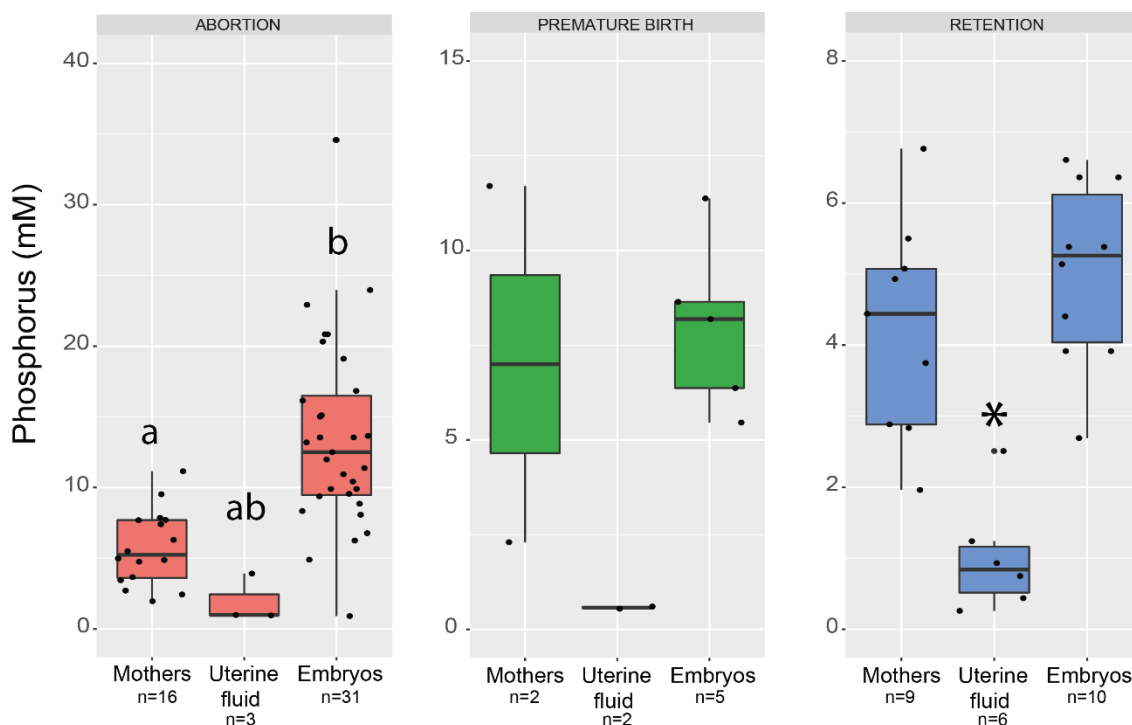 ABORTION
PREMATURE BIRTH
RETENTION
Phosphorus (mM)
40
30
20
10
0
a
ab
b
15
10
5
0
8
6
4
2
0
*
Mothers
n=16
Uterine
fluid
n=3
Embryos
n=31
Mothers
n=2
Uterine
fluid
n=2
Embryos
n=5
Mothers
n=9
Uterine
fluid
n=6
Embryos
n=10